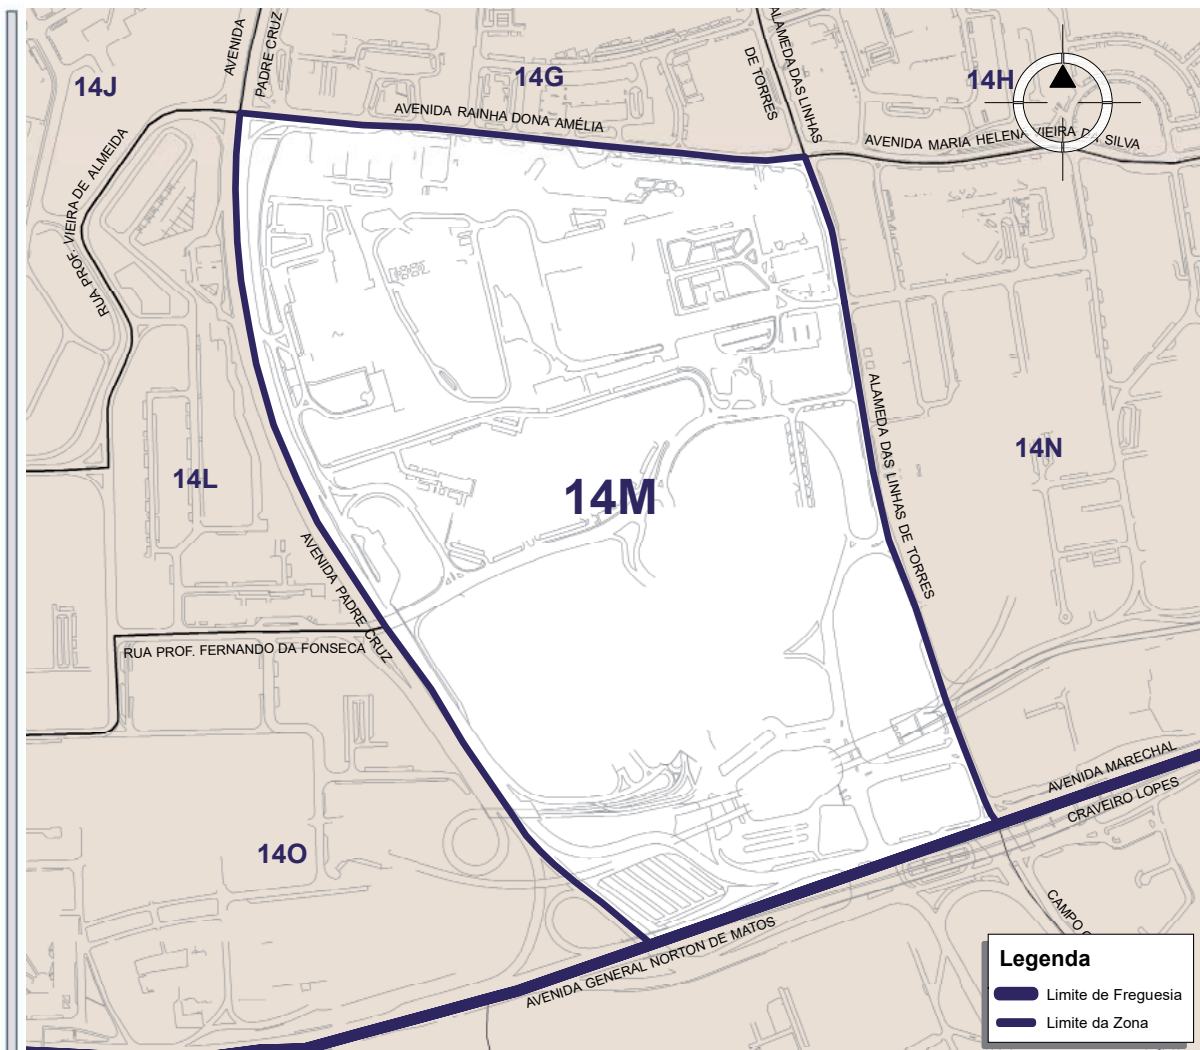 AVENIDA
PADRE CRUZ
ALAMEDA DAS LINHAS
DE TORRES
14J
14G
14H
AVENIDA RAINHA DONA AMÉLIA
AVENIDA MARIA HELENA VIEIRA DA SILVA
RUA PROF. VIEIRA DE ALMEIDA
ALAMEDA DAS LINHAS DE TORRES
14L
14M
14N
AVENIDA PADRE CRUZ
RUA PROF. FERNANDO DA FONSECA
AVENIDA MARECHAL
CRAVEIRO LOPES
14O
CAMPO
AVENIDA GENERAL NORTON DE MATOS
Legenda
Limite de Freguesia
Limite da Zona